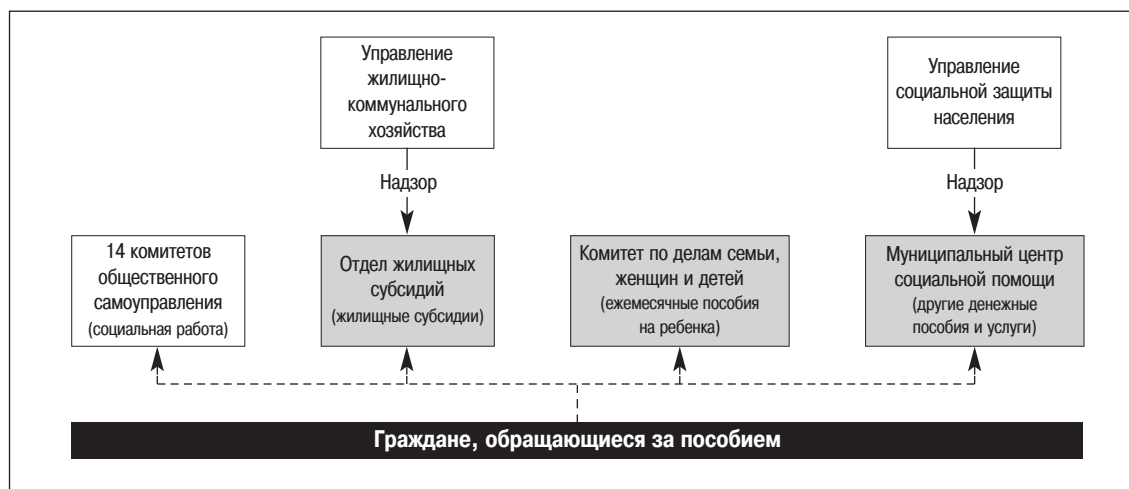 Управление
жилищно-
коммунального
хозяйства
Управление
социальной защиты
населения
Надзор
Надзор
14 комитетов
общественного
самоуправления
(социальная работа)
Отдел жилищных
субсидий
(жилищные субсидии)
Комитет по делам семьи,
женщин и детей
(ежемесячные пособия
на ребенка)
Муниципальный центр
социальной помощи
(другие денежные
пособия и услуги)
Граждане, обращающиеся за пособием